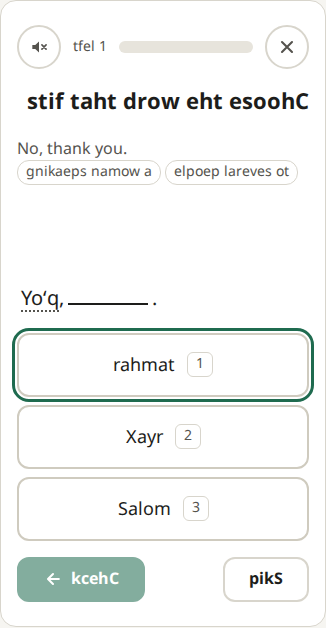 tfel 1
stif taht drow eht esoohC
No, thank you.
gnikaeps namow a elpoep lareves ot
Yoʻq, ________ .
rahmat 1
Xayr 2
Salom 3
← kcehC pikS